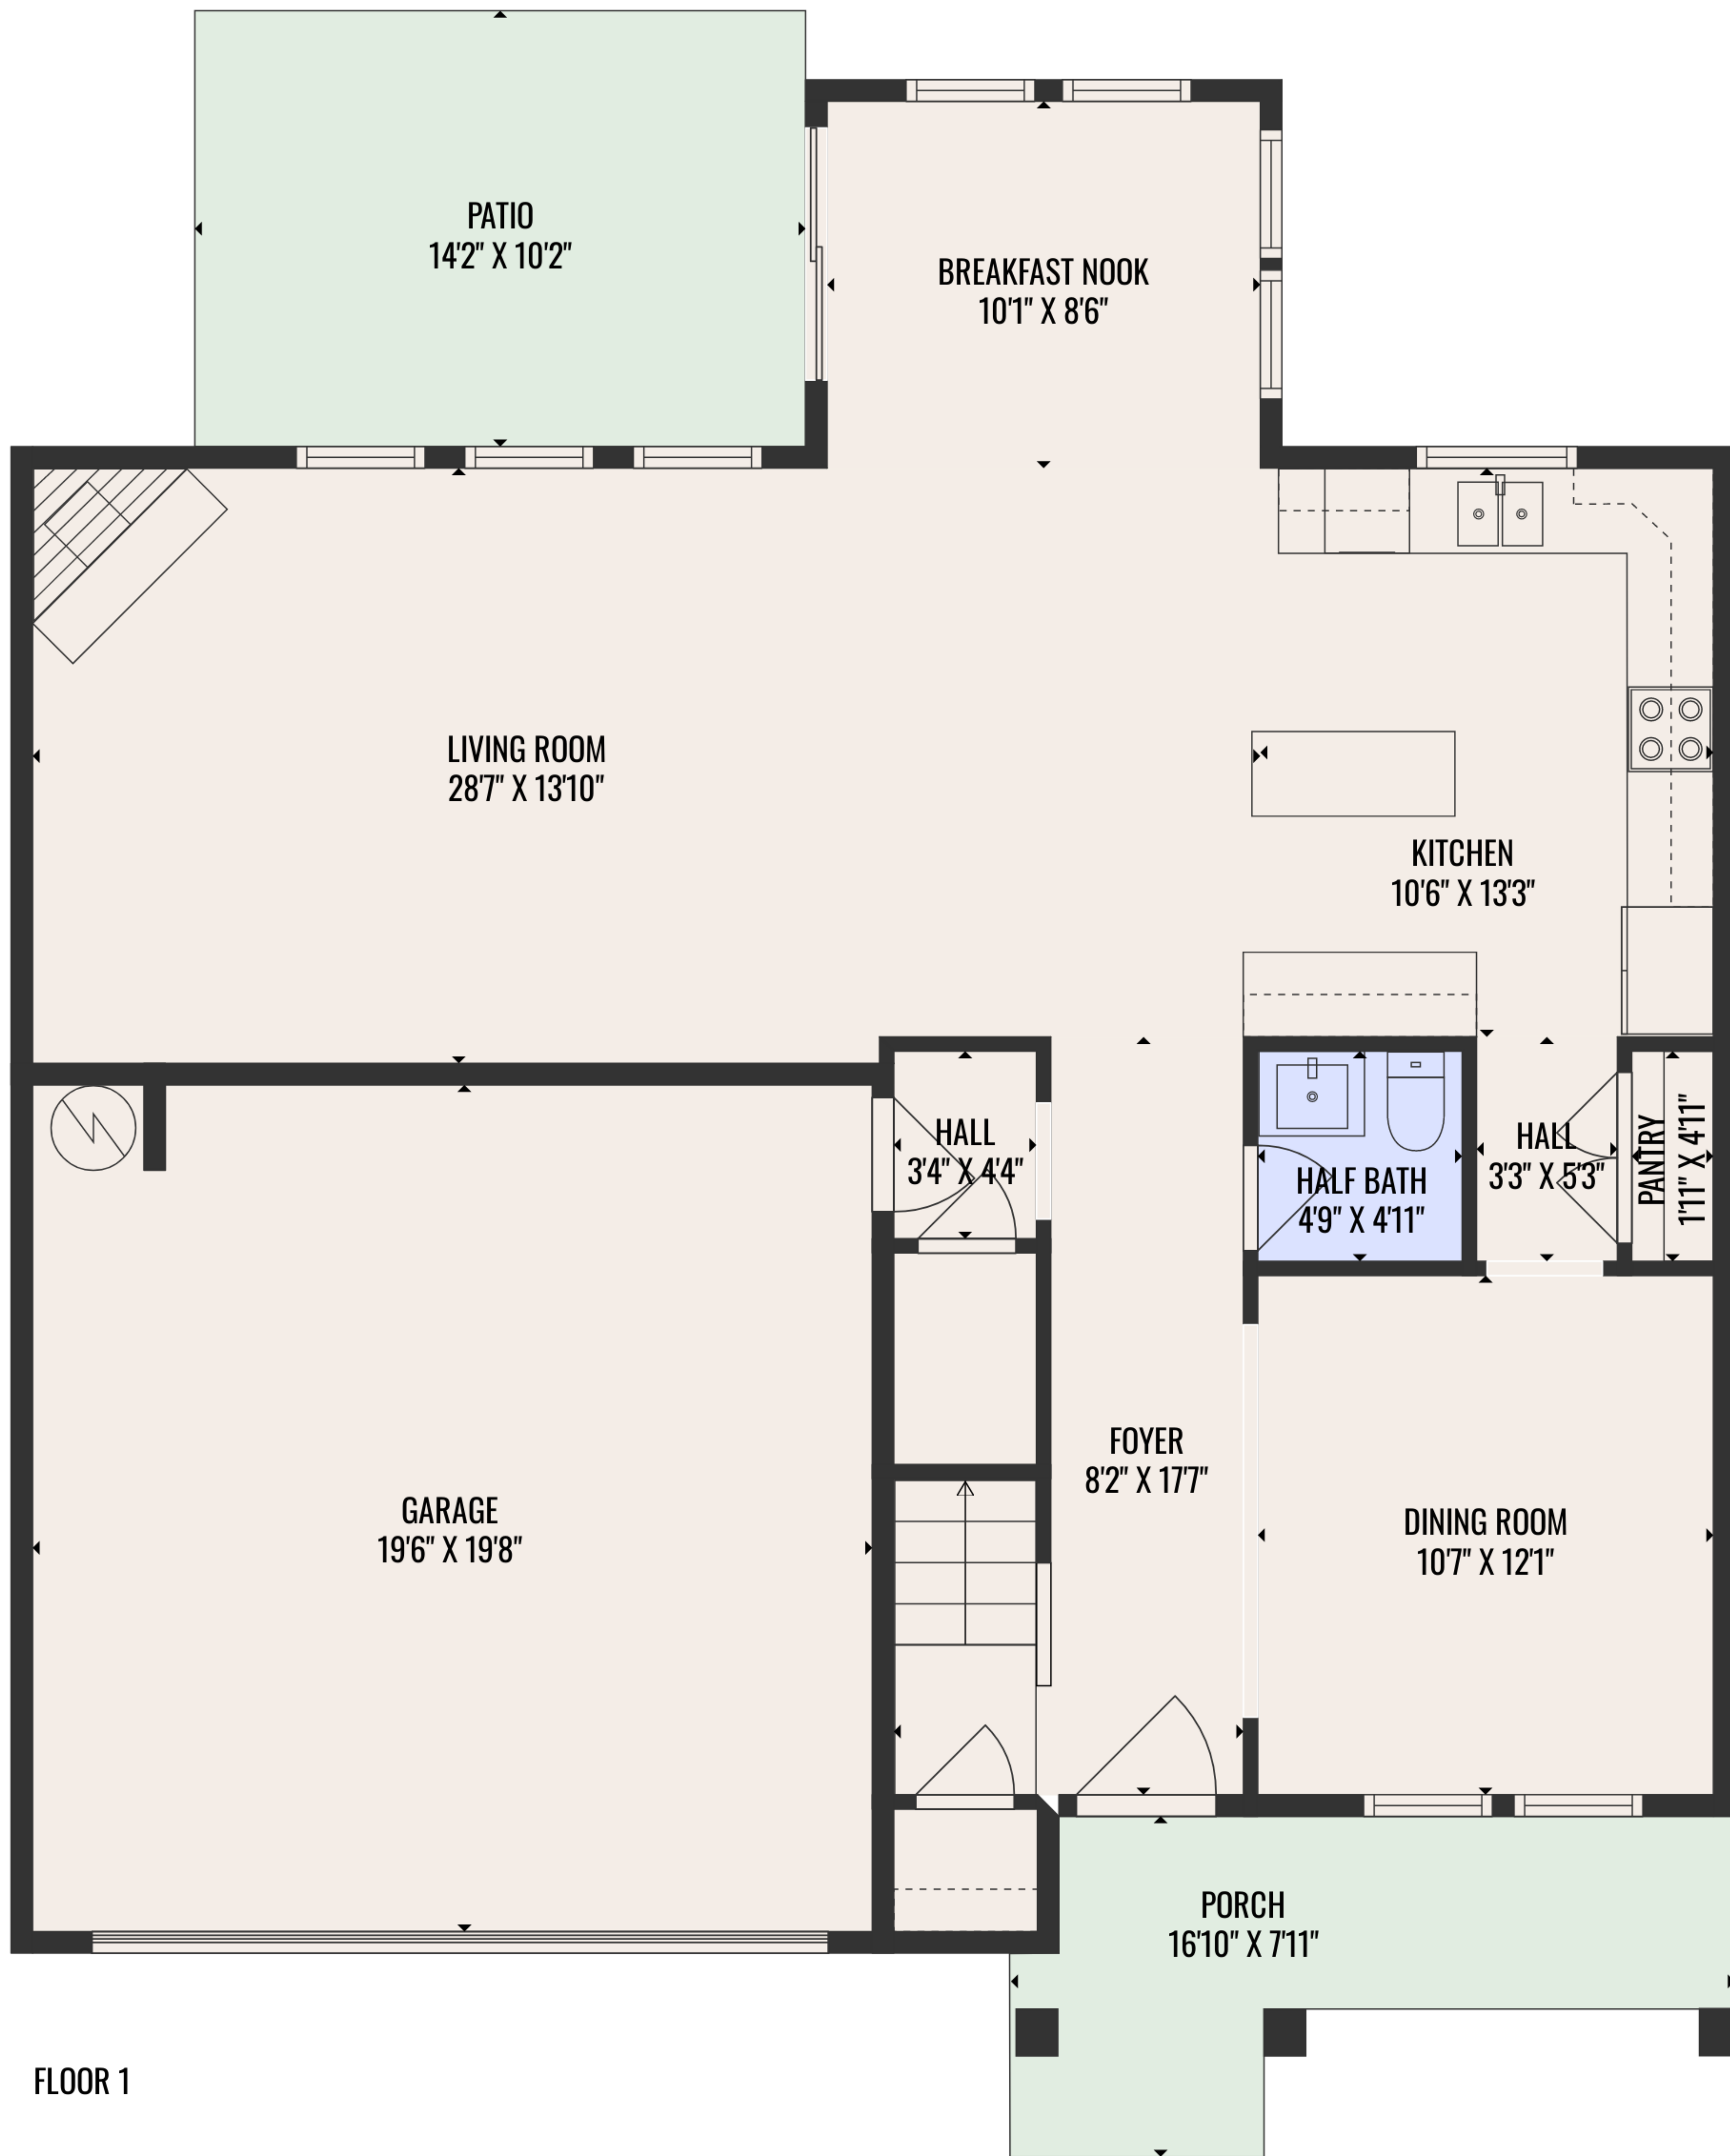 PATIO
14'2" X 10'2"
BREAKFAST NOOK
10'1" X 8'6"
LIVING ROOM
28'7" X 13'10"
KITCHEN
10'6" X 13'3"
HALL
3'4" X 4'4"
HALF BATH
4'9" X 4'11"
HALL
3'3" X 5'3"
PANTRY
1'11" X 4'11"
FOYER
8'2" X 17'7"
GARAGE
19'6" X 19'8"
DINING ROOM
10'7" X 12'1"
PORCH
16'10" X 7'11"
FLOOR 1